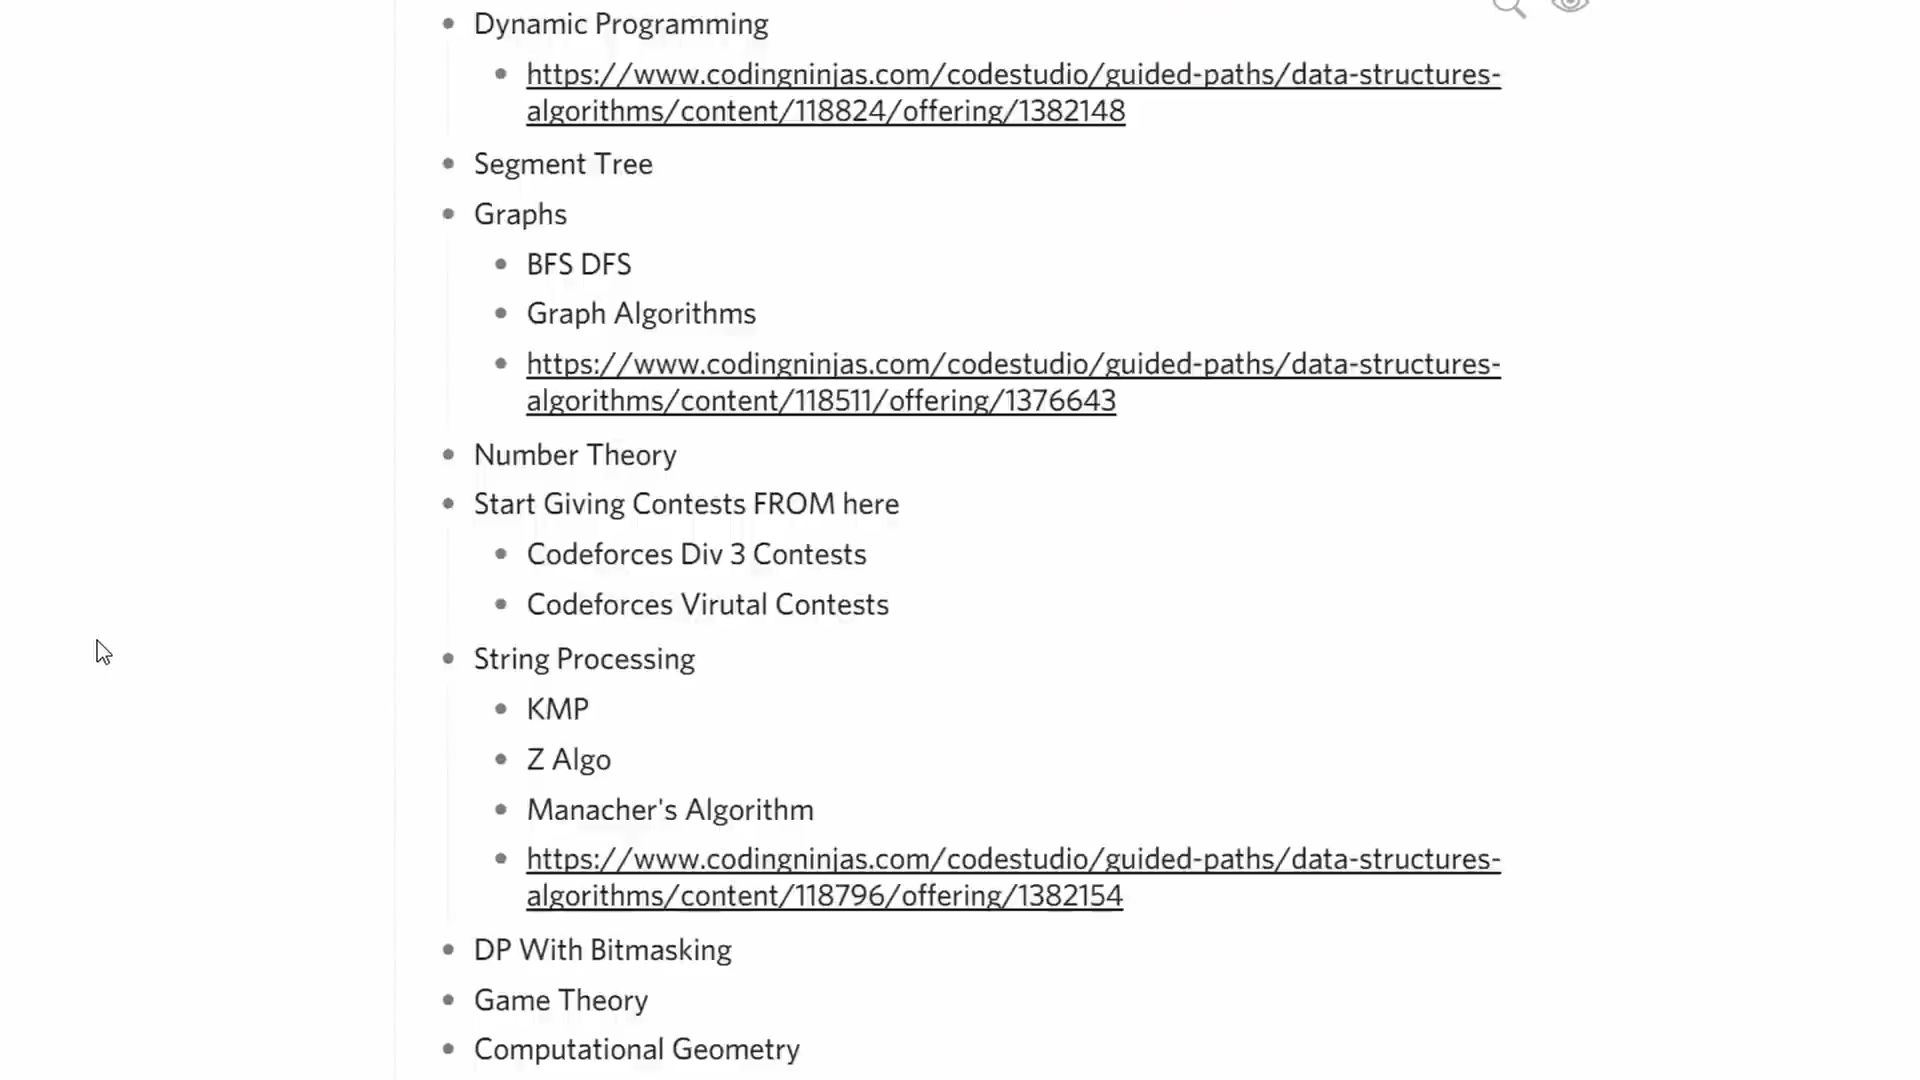 Dynamic Programming
https://www.codingninjas.com/codestudio/guided-paths/data-structures-
algorithms/content/118824/offering/1382148
Segment Tree
Graphs
BFS DFS
Graph Algorithms
https://www.codingninjas.com/codestudio/guided-paths/data-structures-
algorithms/content/118511/offering/1376643
Number Theory
Start Giving Contests FROM here
Codeforces Div 3 Contests
Codeforces Virutal Contests
String Processing
KMP
Z Algo
Manacher's Algorithm
https://www.codingninjas.com/codestudio/guided-paths/data-structures-
algorithms/content/118796/offering/1382154
DP With Bitmasking
Game Theory
Computational Geometry